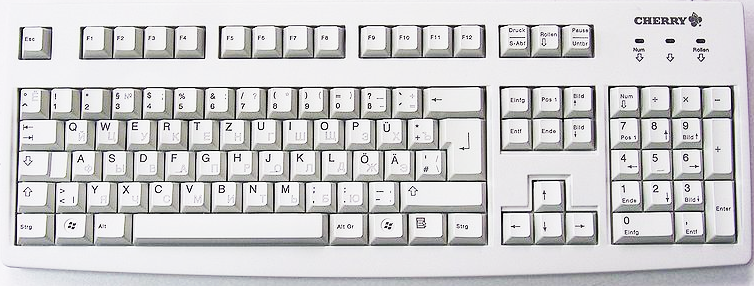 CHERRY
Esc F1 F2 F3 F4 F5 F6 F7 F8 F9 F10 F11 F12 Druck S-Abf Rollen ⇩ Pause Untbr
Num ⇩ ⇩ Rollen ⇩
! 1 " 2 § 3 $ 4 % 5 & 6 / 7 ( 8 ) 9 = 0 ? ß ←
Einfg Pos 1 Bild ↑
Num ⇩ ÷ × -
Q W E R T Z U I O P Ü
Entf Ende Bild ↓
7 Pos 1 8 ↑ 9 Bild ↑ +
A S D F G H J K L Ö Ä ' #
4 ← 5 6 →
⇧ > < Y X C V B N M ; , : . _ - ⇧
↑
1 Ende 2 ↓ 3 Bild ↓ Enter
Strg Alt Alt Gr Strg
← ↓ →
0 Einfg , Entf